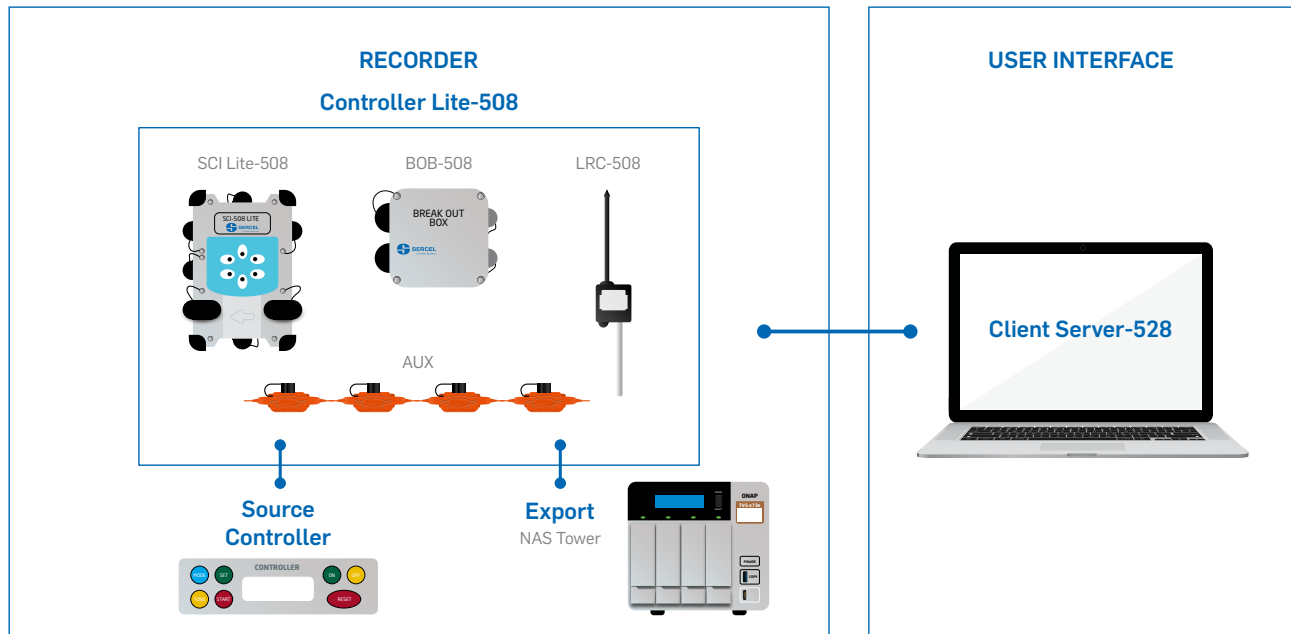 RECORDER
Controller Lite-508
SCI Lite-508
BOB-508
LRC-508
SCI-508 LITE
SERCEL
BREAK OUT
BOX
SERCEL
AUX
Source
Controller
Export
NAS Tower
CONTROLLER
MODE
SET
ON
OFF
START
RESET
QNAP
POWER
COPY
USER INTERFACE
Client Server-528